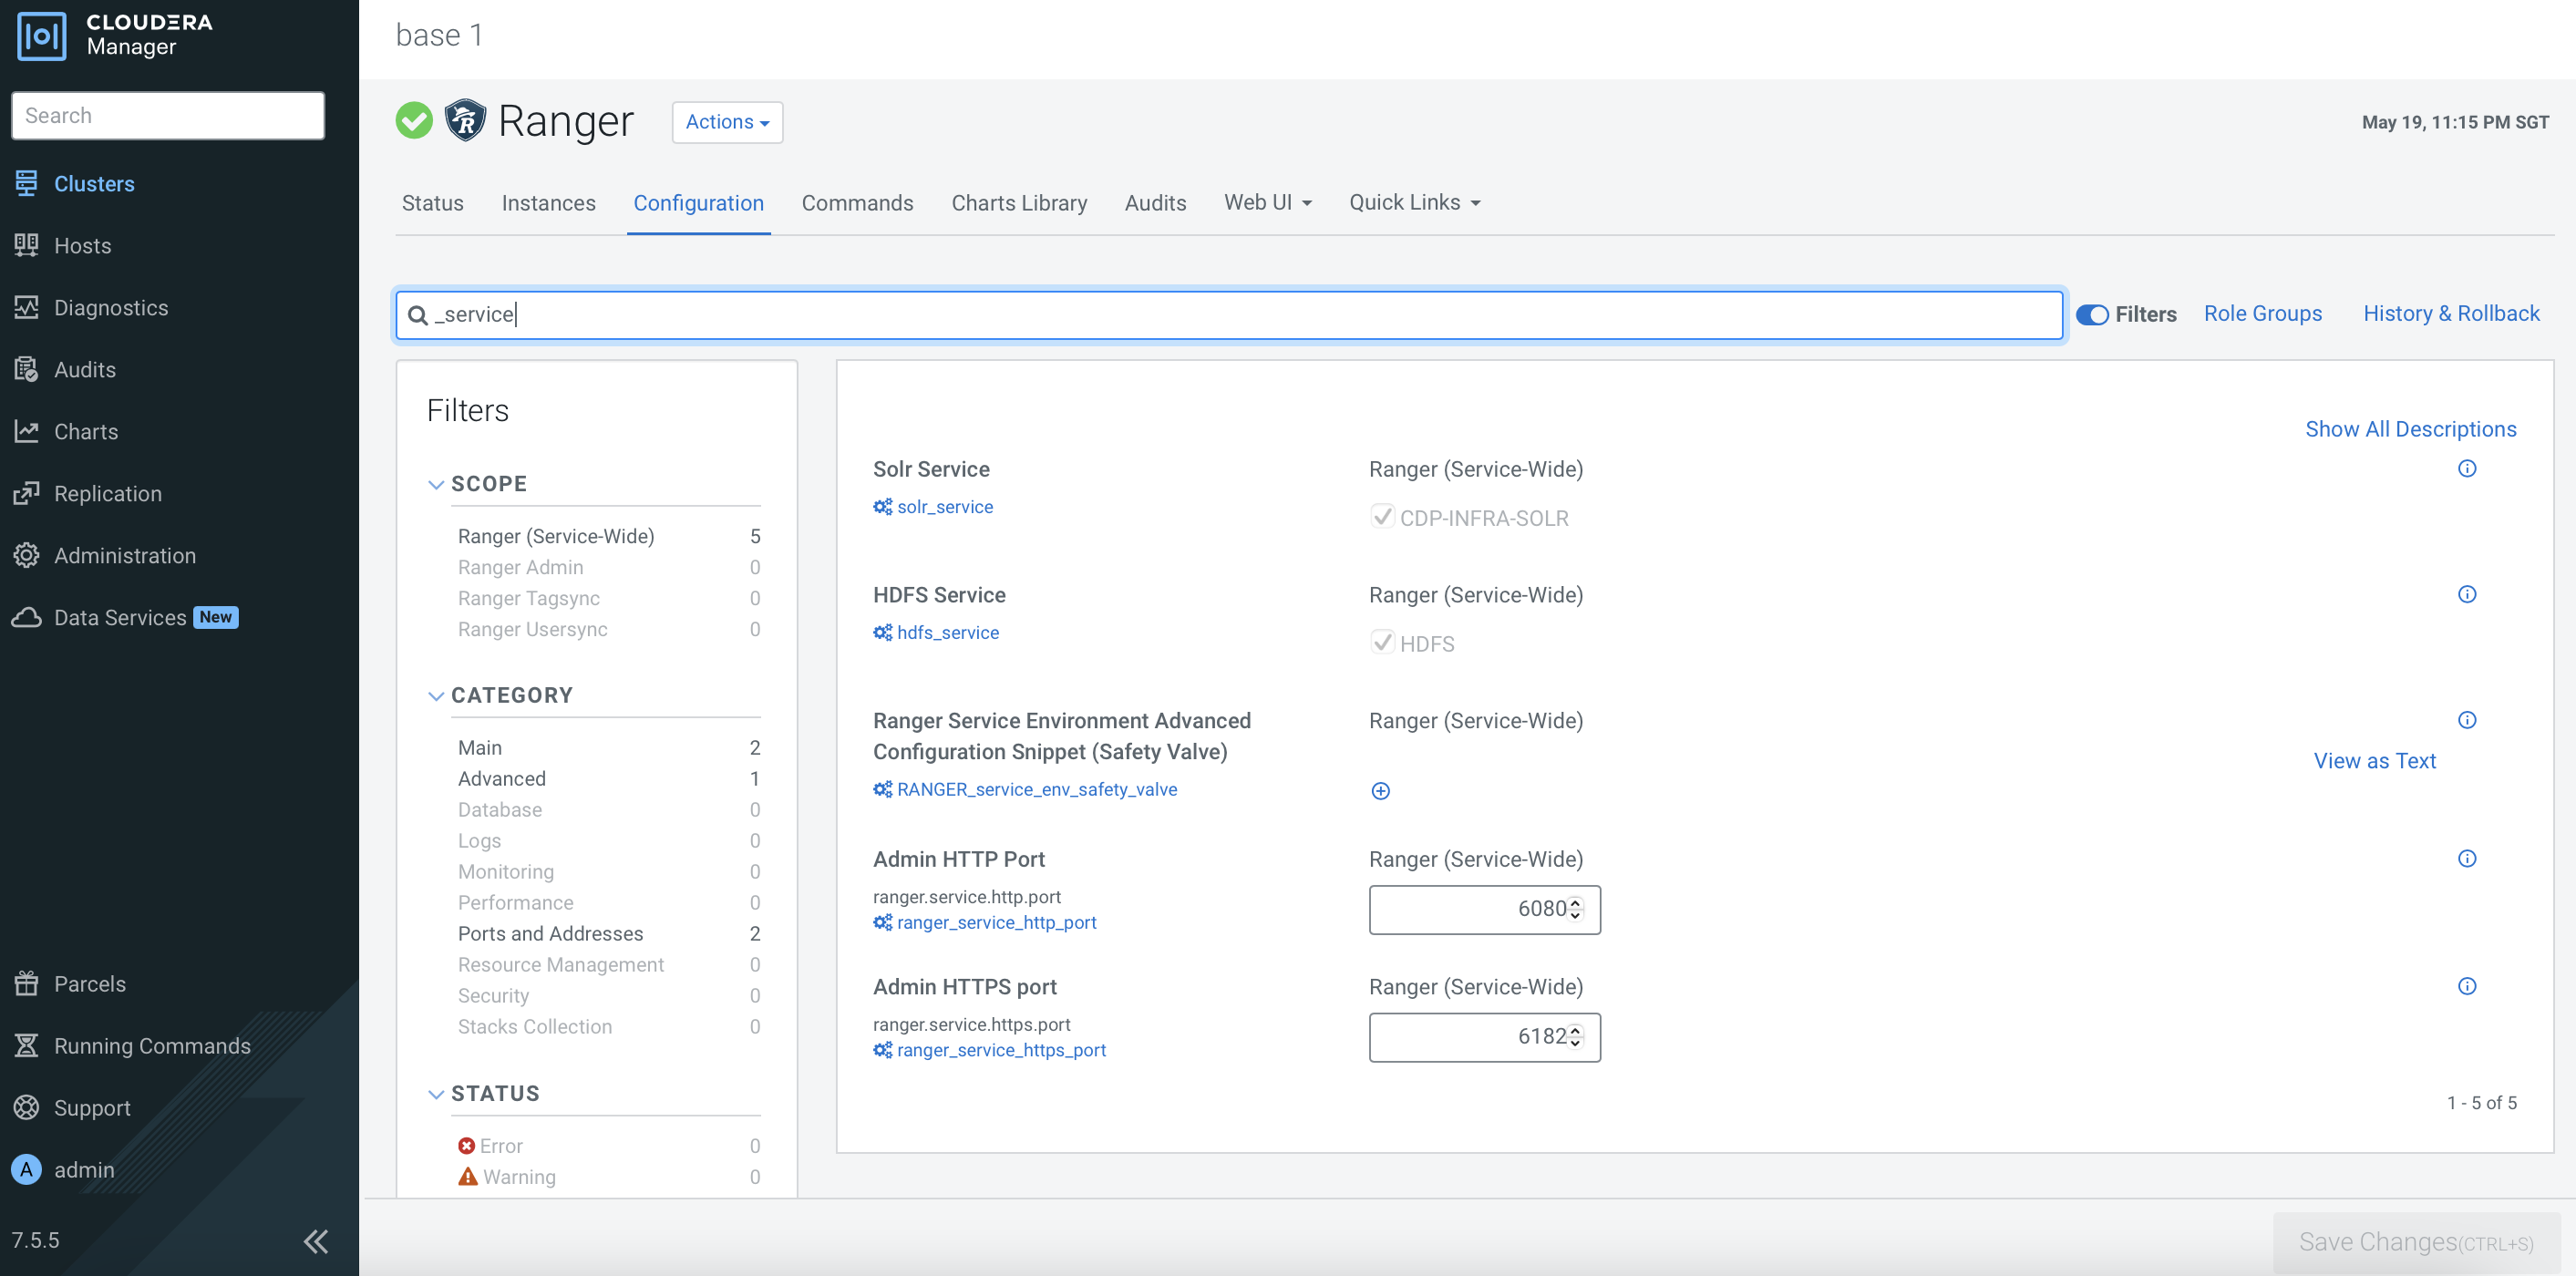 CLOUDERA
Manager
Search
Clusters
Hosts
Diagnostics
Audits
Charts
Replication
Administration
Data Services New
Parcels
Running Commands
Support
A admin
7.5.5
base 1
Ranger
Actions
May 19, 11:15 PM SGT
Status Instances Configuration Commands Charts Library Audits Web UI Quick Links
_service
Filters Role Groups History & Rollback
Filters
SCOPE
Ranger (Service-Wide) 5
Ranger Admin 0
Ranger Tagsync 0
Ranger Usersync 0
CATEGORY
Main 2
Advanced 1
Database 0
Logs 0
Monitoring 0
Performance 0
Ports and Addresses 2
Resource Management 0
Security 0
Stacks Collection 0
STATUS
Error 0
Warning 0
Show All Descriptions
Solr Service Ranger (Service-Wide)
solr_service
CDP-INFRA-SOLR
HDFS Service Ranger (Service-Wide)
hdfs_service
HDFS
Ranger Service Environment Advanced Ranger (Service-Wide)
Configuration Snippet (Safety Valve)
View as Text
RANGER_service_env_safety_valve
Admin HTTP Port Ranger (Service-Wide)
ranger.service.http.port
6080
ranger_service_http_port
Admin HTTPS port Ranger (Service-Wide)
ranger.service.https.port
6182
ranger_service_https_port
1 - 5 of 5
Save Changes(CTRL+S)